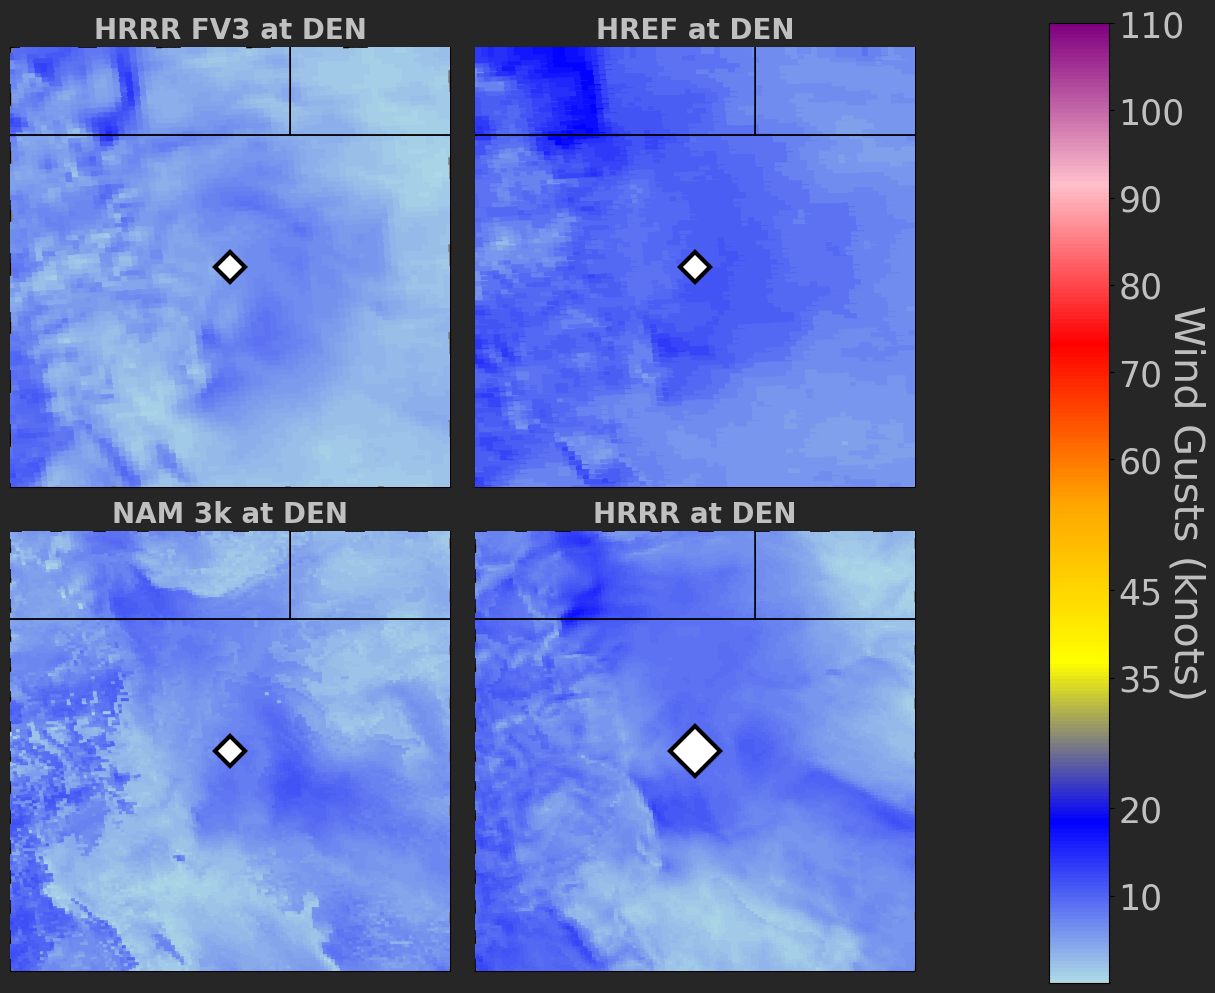 HRRR FV3 at DEN
HREF at DEN
NAM 3k at DEN
HRRR at DEN
110
100
90
80
70
60
45
35
20
10
Wind Gusts (knots)